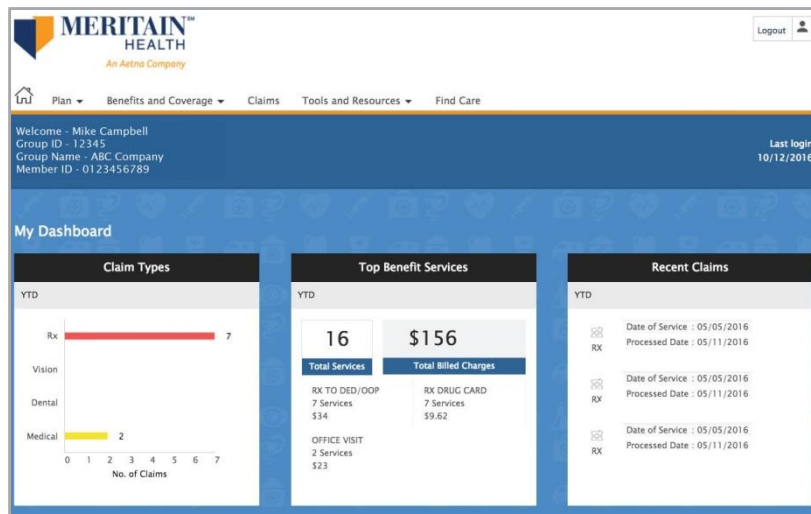 MERITAIN™
HEALTH
An Aetna Company
Logout
Plan
Benefits and Coverage
Claims
Tools and Resources
Find Care
Welcome - Mike Campbell
Group ID - 12345
Group Name - ABC Company
Member ID - 0123456789
Last login
10/12/2016
My Dashboard
Claim Types
YTD
Rx
7
Vision
Dental
Medical
2
0 1 2 3 4 5 6 7
No. of Claims
Top Benefit Services
YTD
16
Total Services
$156
Total Billed Charges
RX TO DED/OOP
7 Services
$34
RX DRUG CARD
7 Services
$9.62
OFFICE VISIT
2 Services
$23
Recent Claims
YTD
RX
Date of Service : 05/05/2016
Processed Date : 05/11/2016
RX
Date of Service : 05/05/2016
Processed Date : 05/11/2016
RX
Date of Service : 05/05/2016
Processed Date : 05/11/2016